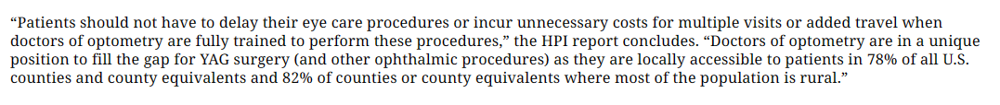 “Patients should not have to delay their eye care procedures or incur unnecessary costs for multiple visits or added travel when
doctors of optometry are fully trained to perform these procedures,” the HPI report concludes. “Doctors of optometry are in a unique
position to fill the gap for YAG surgery (and other ophthalmic procedures) as they are locally accessible to patients in 78% of all U.S.
counties and county equivalents and 82% of counties or county equivalents where most of the population is rural.”